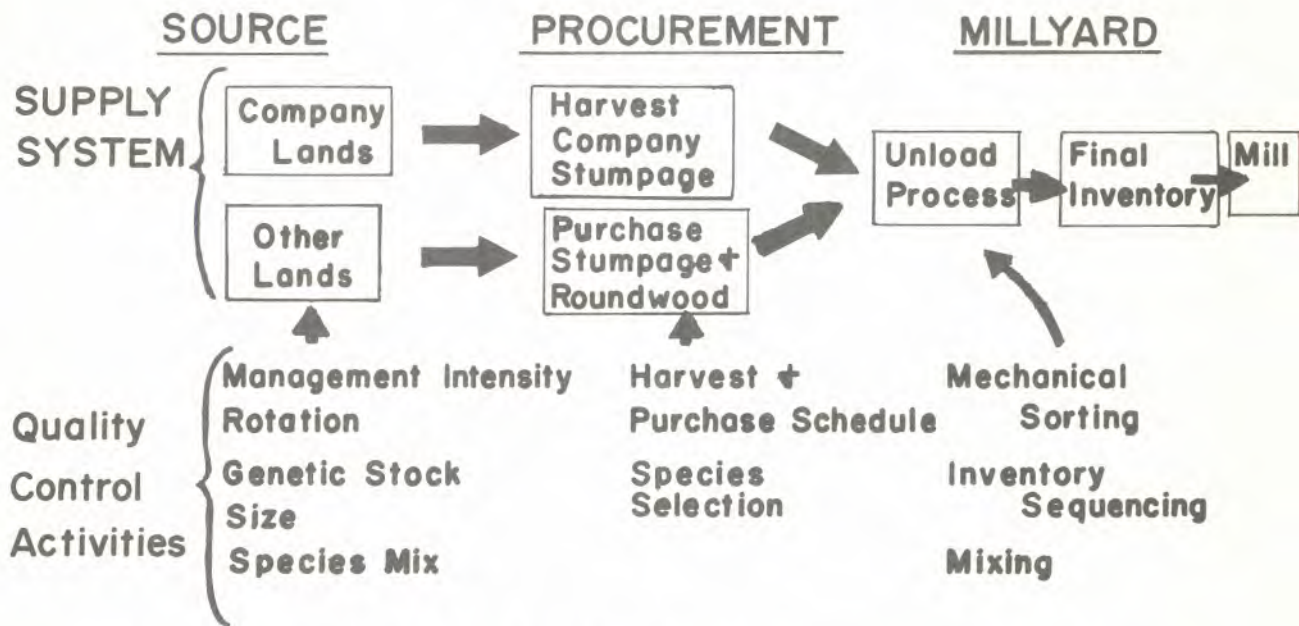 SOURCE PROCUREMENT MILLYARD
SUPPLY SYSTEM
Company
Lands
Harvest
Company
Stumpage
Unload
Process
Final
Inventory
Mill
Other
Lands
Purchase
Stumpage +
Roundwood
Quality
Control
Activities
Management Intensity
Rotation
Genetic Stock
Size
Species Mix
Harvest +
Purchase Schedule
Species
Selection
Mechanical
Sorting
Inventory
Sequencing
Mixing